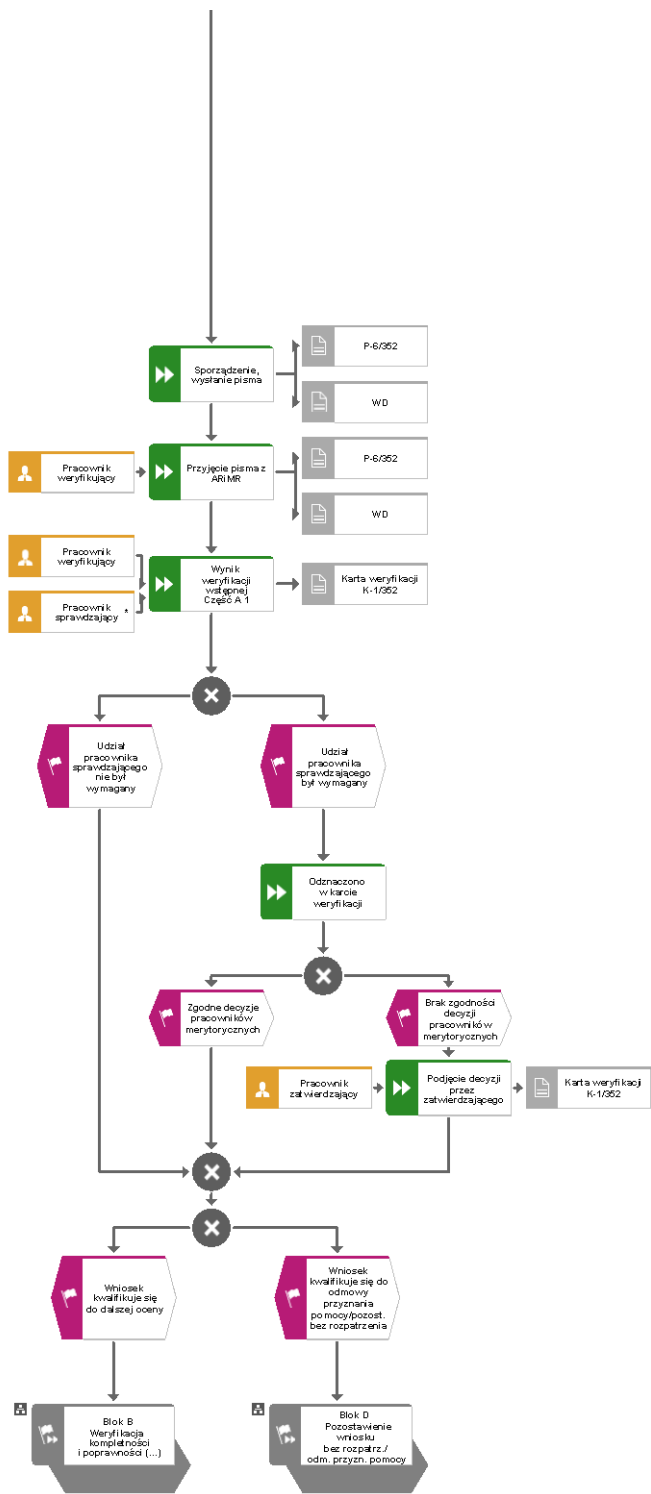 Sporządzenie,
wysłanie pisma
P-6/352
WD
Pracownik
weryfikujący
Przyjęcie pisma z
ARiMR
P-6/352
WD
Pracownik
weryfikujący
Pracownik
sprawdzający *
Wynik
weryfikacji
wstępnej
Część A 1
Karta weryfikacji
K-1/352
Udział
pracownika
sprawdzającego
nie był
wymagany
Udział
pracownika
sprawdzającego
był wymagany
Odznaczono
w karcie
weryfikacji
Zgodne decyzje
pracowników
merytorycznych
Brak zgodności
decyzji
pracowników
merytorycznych
Pracownik
zatwierdzający
Podjęcie decyzji
przez
zatwierdzającego
Karta weryfikacji
K-1/352
Wniosek
kwalifikuje się
do dalszej oceny
Wniosek
kwalifikuje się do
odmowy
przyznania
pomocy/pozost.
bez rozpatrzenia
Blok B
Weryfikacja
kompletności
i poprawności (...)
Blok D
Pozostawienie
wniosku
bez rozpatrz./
odm. przyzn. pomocy